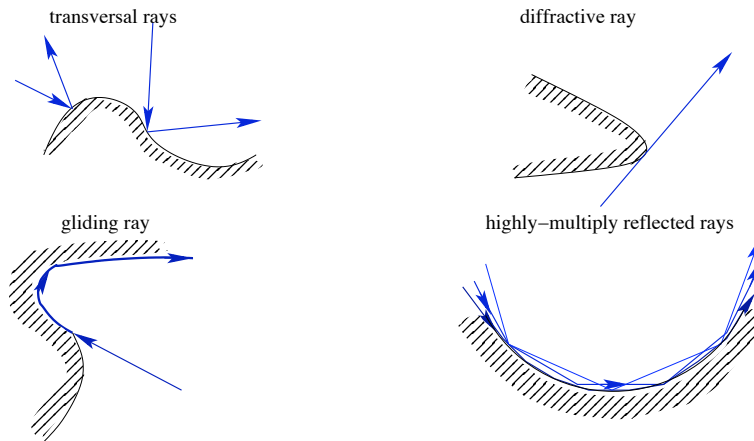 transversal rays
diffractive ray
gliding ray
highly−multiply reflected rays